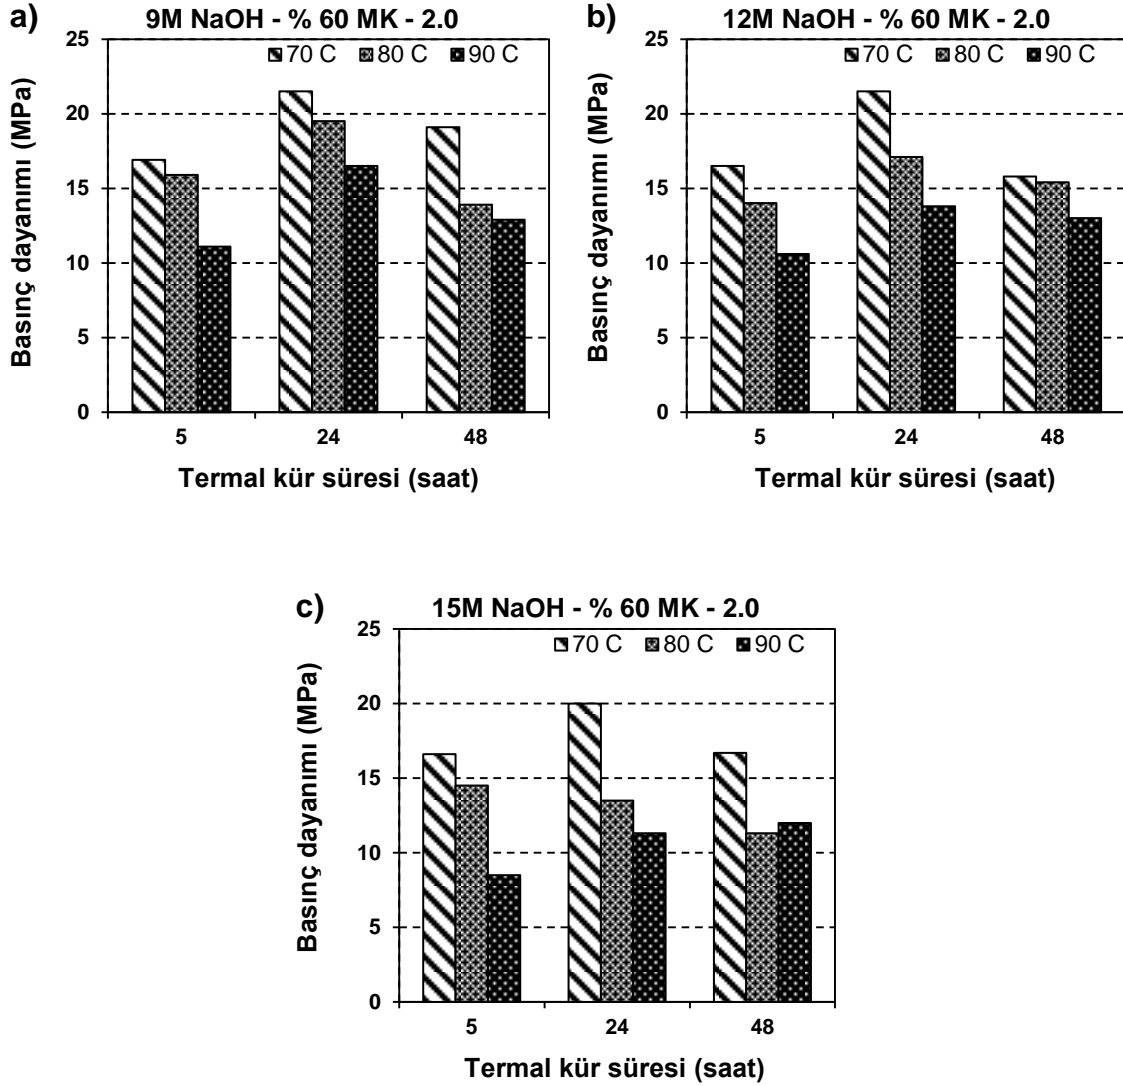 a)
9M NaOH - % 60 MK - 2.0
70 C 80 C 90 C
Basınç dayanımı (MPa)
25
20
15
10
5
0
5 24 48
Termal kür süresi (saat)
b)
12M NaOH - % 60 MK - 2.0
70 C 80 C 90 C
Basınç dayanımı (MPa)
25
20
15
10
5
0
5 24 48
Termal kür süresi (saat)
c)
15M NaOH - % 60 MK - 2.0
70 C 80 C 90 C
Basınç dayanımı (MPa)
25
20
15
10
5
0
5 24 48
Termal kür süresi (saat)